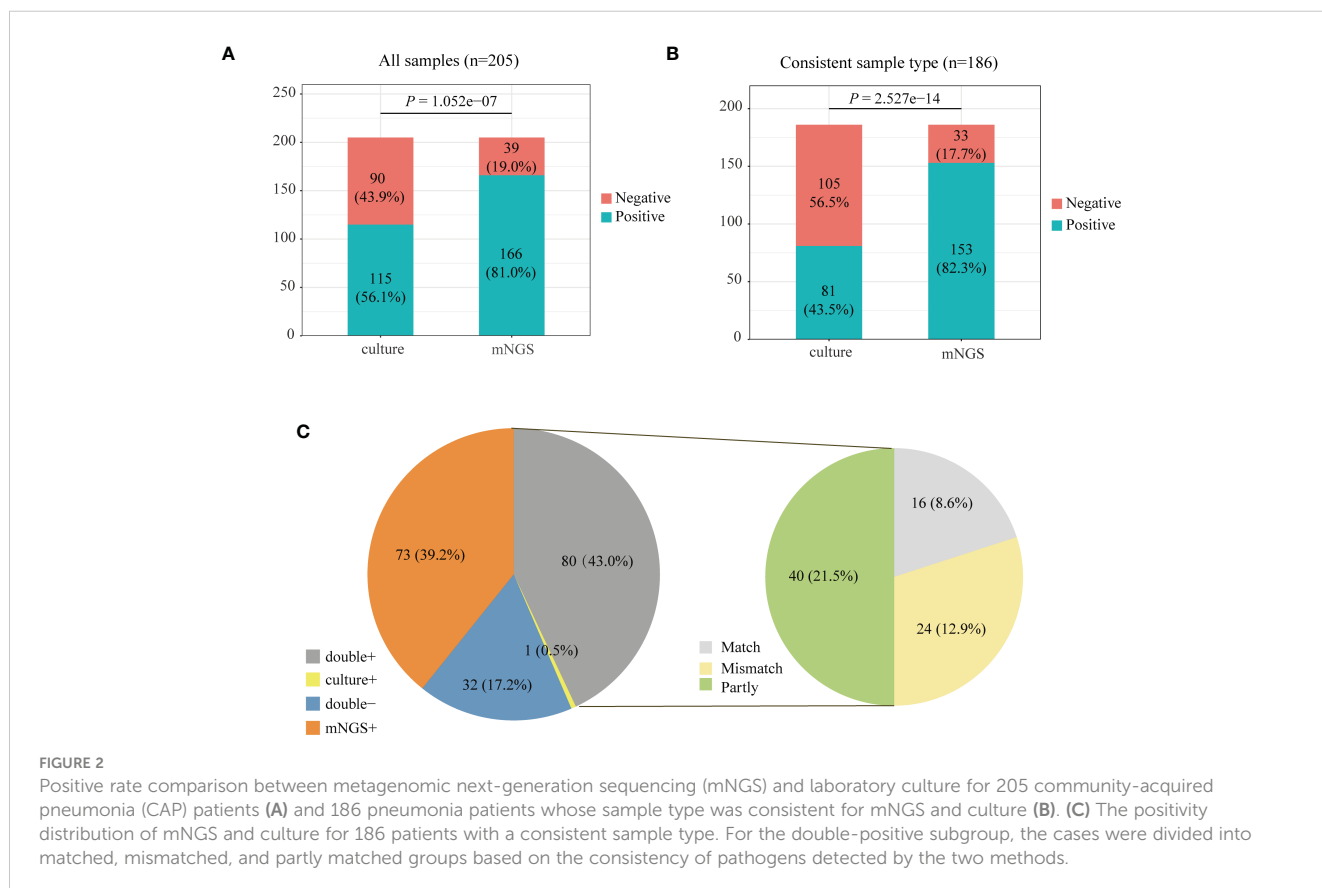 A
All samples (n=205)
P = 1.052e−07
250
200
150
100
50
0
90
(43.9%)
115
(56.1%)
39
(19.0%)
166
(81.0%)
culture
mNGS
Negative
Positive
B
Consistent sample type (n=186)
P = 2.527e−14
200
150
100
50
0
105
56.5%
81
(43.5%)
33
(17.7%)
153
(82.3%)
culture
mNGS
Negative
Positive
C
73 (39.2%)
80 (43.0%)
1 (0.5%)
32 (17.2%)
double+
culture+
double−
mNGS+
16 (8.6%)
40 (21.5%)
24 (12.9%)
Match
Mismatch
Partly
FIGURE 2
Positive rate comparison between metagenomic next-generation sequencing (mNGS) and laboratory culture for 205 community-acquired
pneumonia (CAP) patients (A) and 186 pneumonia patients whose sample type was consistent for mNGS and culture (B). (C) The positivity
distribution of mNGS and culture for 186 patients with a consistent sample type. For the double-positive subgroup, the cases were divided into
matched, mismatched, and partly matched groups based on the consistency of pathogens detected by the two methods.